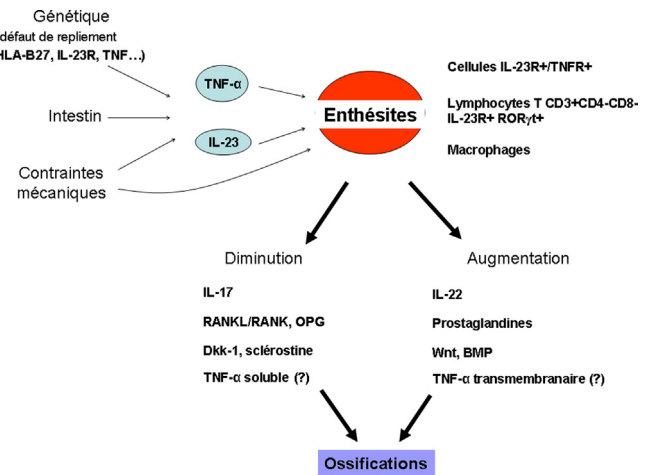 Génétique
défaut de repliement
HLA-B27, IL-23R, TNF…)
TNF-α
Cellules IL-23R+/TNFR+
Intestin
Enthésites
Lymphocytes T CD3+CD4-CD8-
IL-23R+ RORγt+
IL-23
Macrophages
Contraintes
mécaniques
Diminution
Augmentation
IL-17
IL-22
RANKL/RANK, OPG
Prostaglandines
Dkk-1, sclérostine
Wnt, BMP
TNF-α soluble (?)
TNF-α transmembranaire (?)
Ossifications